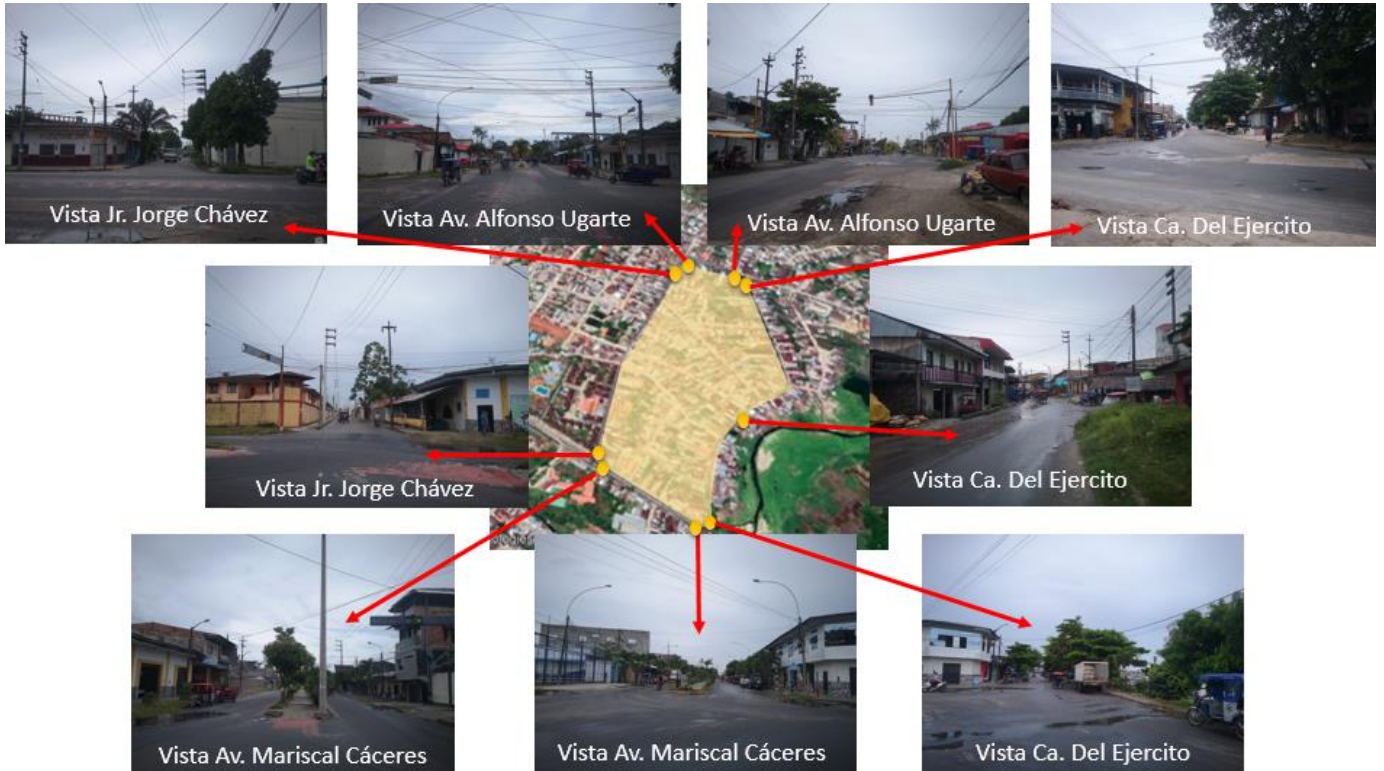 Vista Jr. Jorge Chávez
Vista Av. Alfonso Ugarte
Vista Av. Alfonso Ugarte
Vista Ca. Del Ejercito
Vista Jr. Jorge Chávez
Vista Ca. Del Ejercito
Vista Av. Mariscal Cáceres
Vista Av. Mariscal Cáceres
Vista Ca. Del Ejercito